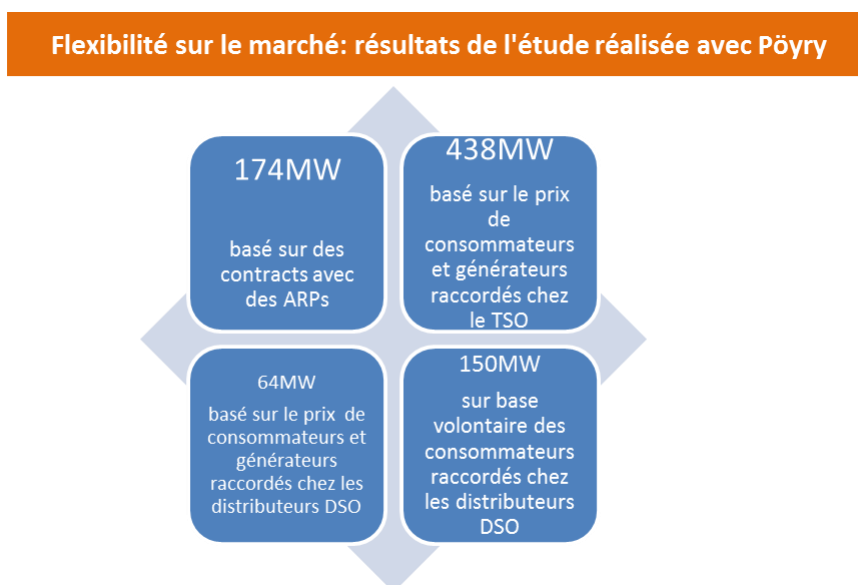 Flexibilité sur le marché: résultats de l'étude réalisée avec Pöyry
174MW
basé sur des
contracts avec
des ARPs
438MW
basé sur le prix
de
consommateurs
et générateurs
raccordés chez
le TSO
64MW
basé sur le prix de
consommateurs et
générateurs
raccordés chez les
distributeurs DSO
150MW
sur base
volontaire des
consommateurs
raccordés chez
les distributeurs
DSO